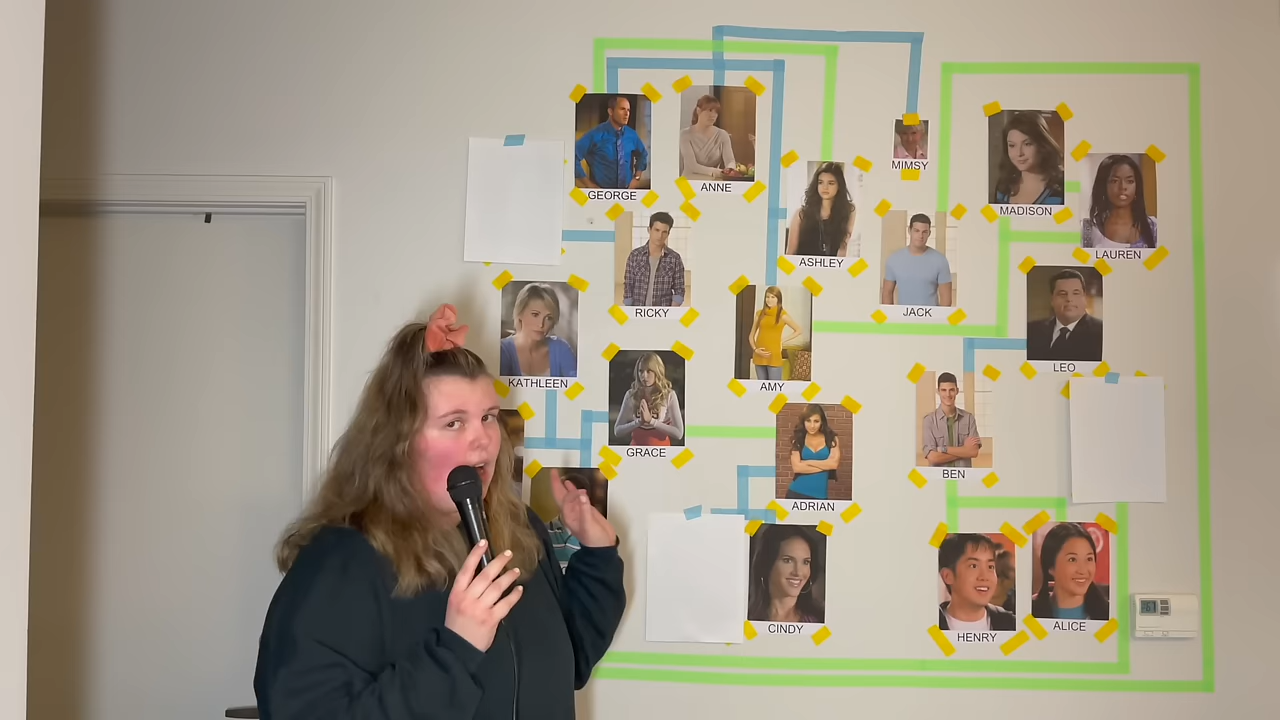 GEORGE
ANNE
MIMSY
MADISON
ASHLEY
LAUREN
RICKY
JACK
LEO
KATHLEEN
AMY
GRACE
BEN
ADRIAN
CINDY
HENRY
ALICE